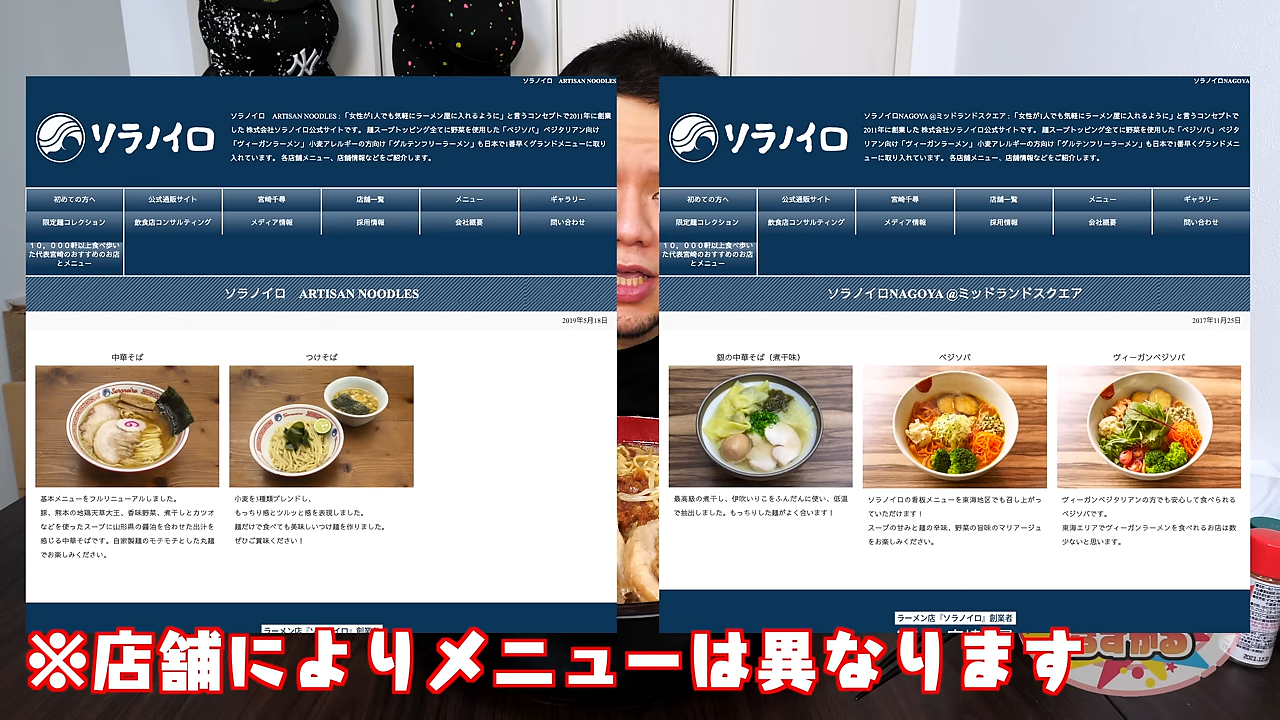 ソラノイロ ARTISAN NOODLES
ソラノイロ
ソラノイロ ARTISAN NOODLES : 「女性が1人でも気軽にラーメン屋に入れるように」と言うコンセプトで2011年に創業
した 株式会社ソラノイロ公式サイトです。 麺スープトッピング全てに野菜を使用した「ベジソバ」 ベジタリアン向け
「ヴィーガンラーメン」 小麦アレルギーの方向け「グルテンフリーラーメン」も日本で1番早くグランドメニューに取り
入れています。 各店舗メニュー、店舗情報などをご紹介します。
初めての方へ 公式通販サイト 宮崎千尋 店舗一覧 メニュー ギャラリー
限定麺コレクション 飲食店コンサルティング メディア情報 採用情報 会社概要 問い合わせ
１０，０００軒以上食べ歩い
た代表宮崎のおすすめのお店
とメニュー
ソラノイロ ARTISAN NOODLES
2019年5月18日
中華そば つけそば
基本メニューをフルリニューアルしました。
豚、熊本の地鶏天草大王、香味野菜、煮干しとカツオ
などを使ったスープに山形県の醤油を合わせた出汁を
感じる中華そばです。自家製麺のモチモチとした丸麺
でお楽しみください。
小麦を3種類ブレンドし、
もっちり感とツルッと感を表現しました。
麺だけで食べても美味しいつけ麺を作りました。
ぜひご賞味ください！
ラーメン店『ソラノイロ』創業者
ソラノイロNAGOYA
ソラノイロ
ソラノイロNAGOYA @ミッドランドスクエア : 「女性が1人でも気軽にラーメン屋に入れるように」と言うコンセプトで
2011年に創業した 株式会社ソラノイロ公式サイトです。 麺スープトッピング全てに野菜を使用した「ベジソバ」 ベジタ
リアン向け「ヴィーガンラーメン」 小麦アレルギーの方向け「グルテンフリーラーメン」も日本で1番早くグランドメニ
ューに取り入れています。 各店舗メニュー、店舗情報などをご紹介します。
初めての方へ 公式通販サイト 宮崎千尋 店舗一覧 メニュー ギャラリー
限定麺コレクション 飲食店コンサルティング メディア情報 採用情報 会社概要 問い合わせ
１０，０００軒以上食べ歩い
た代表宮崎のおすすめのお店
とメニュー
ソラノイロNAGOYA @ミッドランドスクエア
2017年11月25日
銀の中華そば（煮干味） ベジソバ ヴィーガンベジソバ
最高級の煮干し、伊吹いりこをふんだんに使い、低温
で抽出しました。もっちりした麺がよく合います！
ソラノイロの看板メニューを東海地区でも召し上がっ
ていただけます！
スープの甘みと麺の辛味、野菜の旨味のマリアージュ
をお楽しみください。
ヴィーガンベジタリアンの方でも安心して食べられる
ベジソバです。
東海エリアでヴィーガンラーメンを食べれるお店は数
少ないと思います。
ラーメン店『ソラノイロ』創業者
※店舗によりメニューは異なります